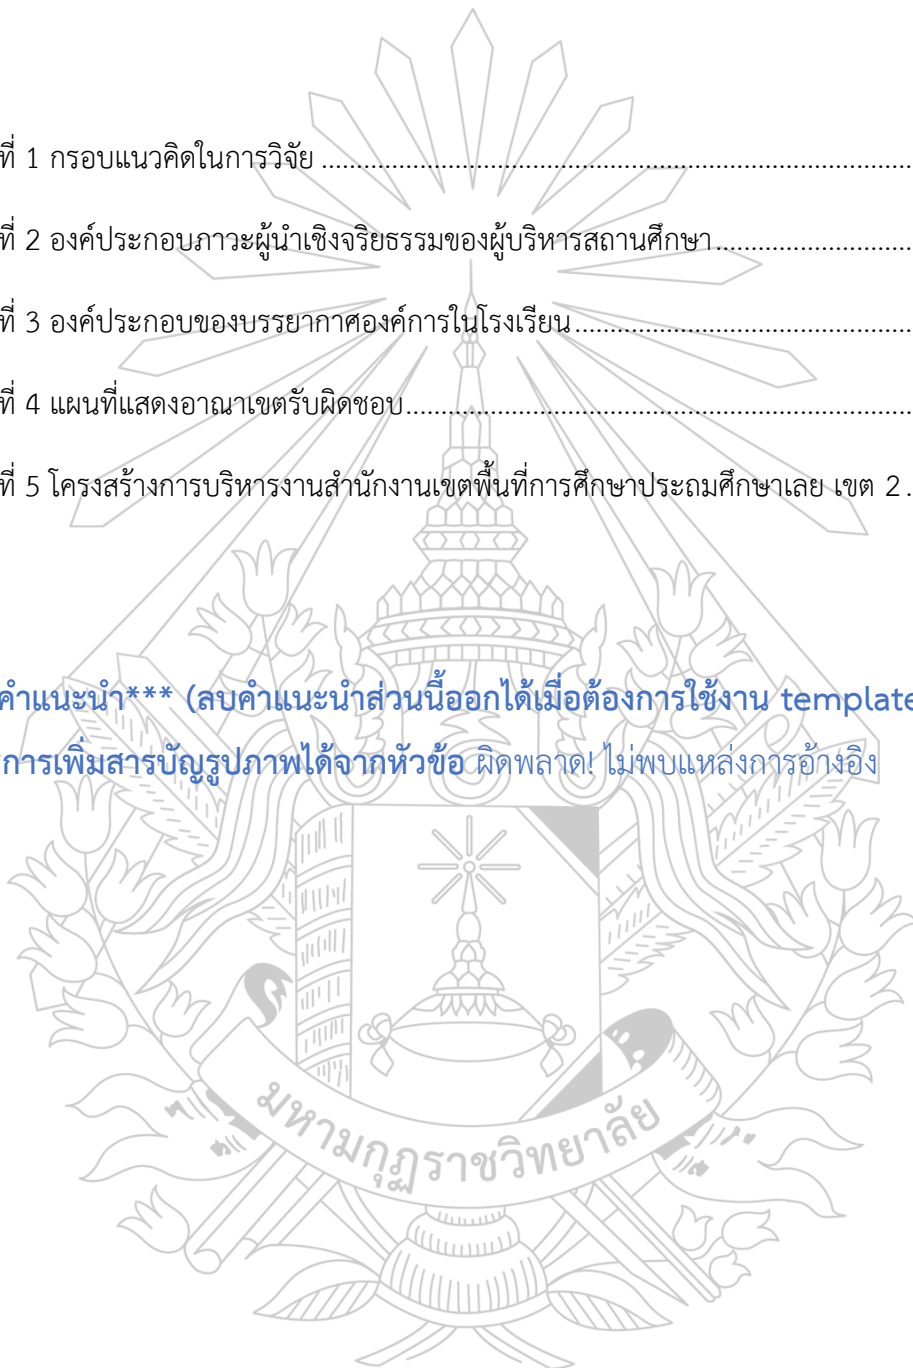 ที่ 1 กรอบแนวคิดในการวิจัย ....................................................................................
ที่ 2 องค์ประกอบภาวะผู้นำเชิงจริยธรรมของผู้บริหารสถานศึกษา............................
ที่ 3 องค์ประกอบของบรรยากาศองค์การในโรงเรียน................................................
ที่ 4 แผนที่แสดงอาณาเขตรับผิดชอบ........................................................................
ที่ 5 โครงสร้างการบริหารงานสำนักงานเขตพื้นที่การศึกษาประถมศึกษาเลย เขต 2.
คำแนะนำ*** (ลบคำแนะนำส่วนนี้ออกได้เมื่อต้องการใช้งาน template
การเพิ่มสารบัญรูปภาพได้จากหัวข้อ ผิดพลาด! ไม่พบแหล่งการอ้างอิง
มหามกุฏราชวิทยาลัย